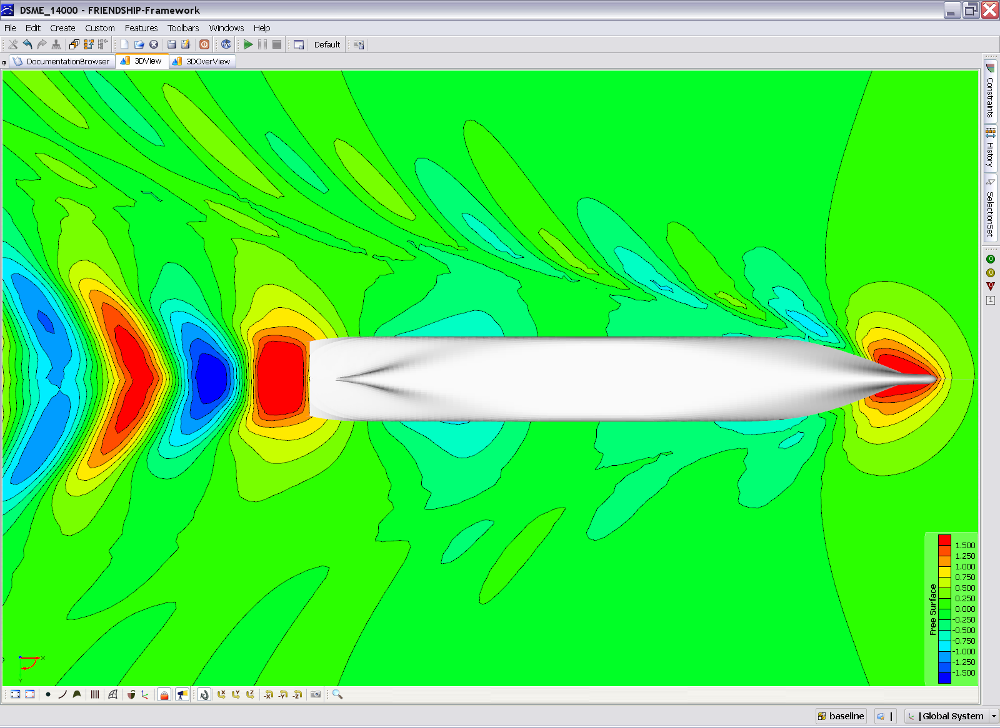 DSME_14000 - FRIENDSHIP-Framework
File Edit Create Custom Features Toolbars Windows Help
Hyd
Default
DocumentationBrowser 3DView 3DOverView
Constraints
History
SelectionSet
0
0
0
1
Free Surface
1.500
1.250
1.000
0.750
0.500
0.250
0.000
-0.250
-0.500
-0.750
-1.000
-1.250
-1.500
X
Y
X Y Z -X -Y -Z
baseline
Global System